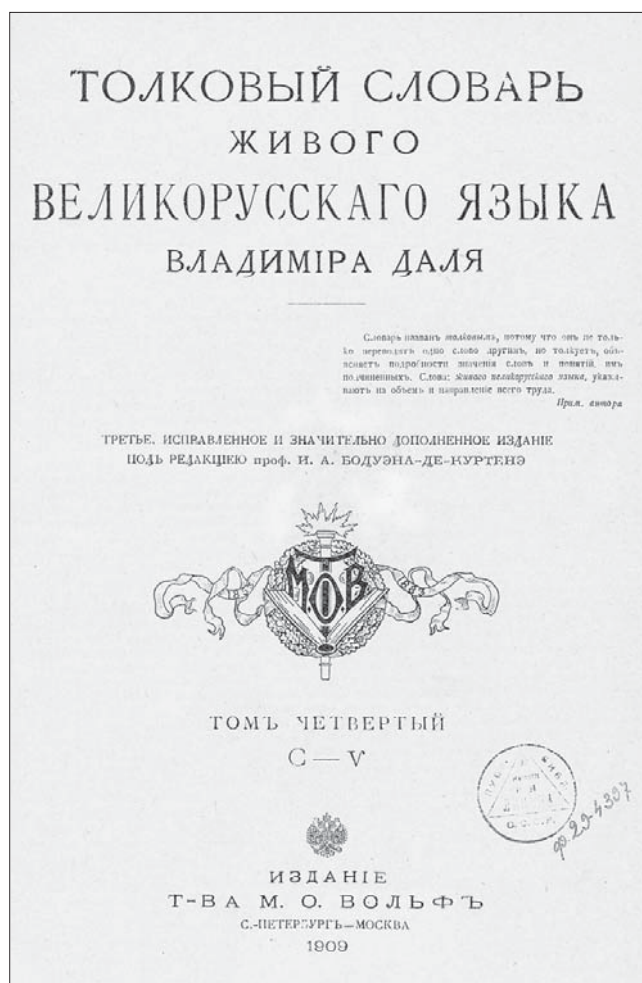 ТОЛКОВЫЙ СЛОВАРЬ
ЖИВОГО
ВЕЛИКОРУССКАГО ЯЗЫКА
ВЛАДИМІРА ДАЛЯ
Словарь названъ толковымъ, потому что онъ не толь-
ко переводитъ одно слово другимъ, но толкуетъ, объ-
ясняетъ подробности значенія словъ и понятій, имъ
подчиненныхъ. Слова: живого великорусскаго языка, указы-
ваютъ на объемъ и направленіе всего труда.
Прим. автора
ТРЕТЬЕ, ИСПРАВЛЕННОЕ И ЗНАЧИТЕЛЬНО ДОПОЛНЕННОЕ ИЗДАНІЕ
ПОДЪ РЕДАКЦІЕЮ проф. И. А. БОДУЭНА-ДЕ-КУРТЕНЭ
М.О.В
ТОМЪ ЧЕТВЕРТЫЙ
С — Ѵ
ф.29-4397
ИЗДАНІЕ
Т-ВА М. О. ВОЛЬФЪ
С.-ПЕТЕРБУРГЪ—МОСКВА
1909